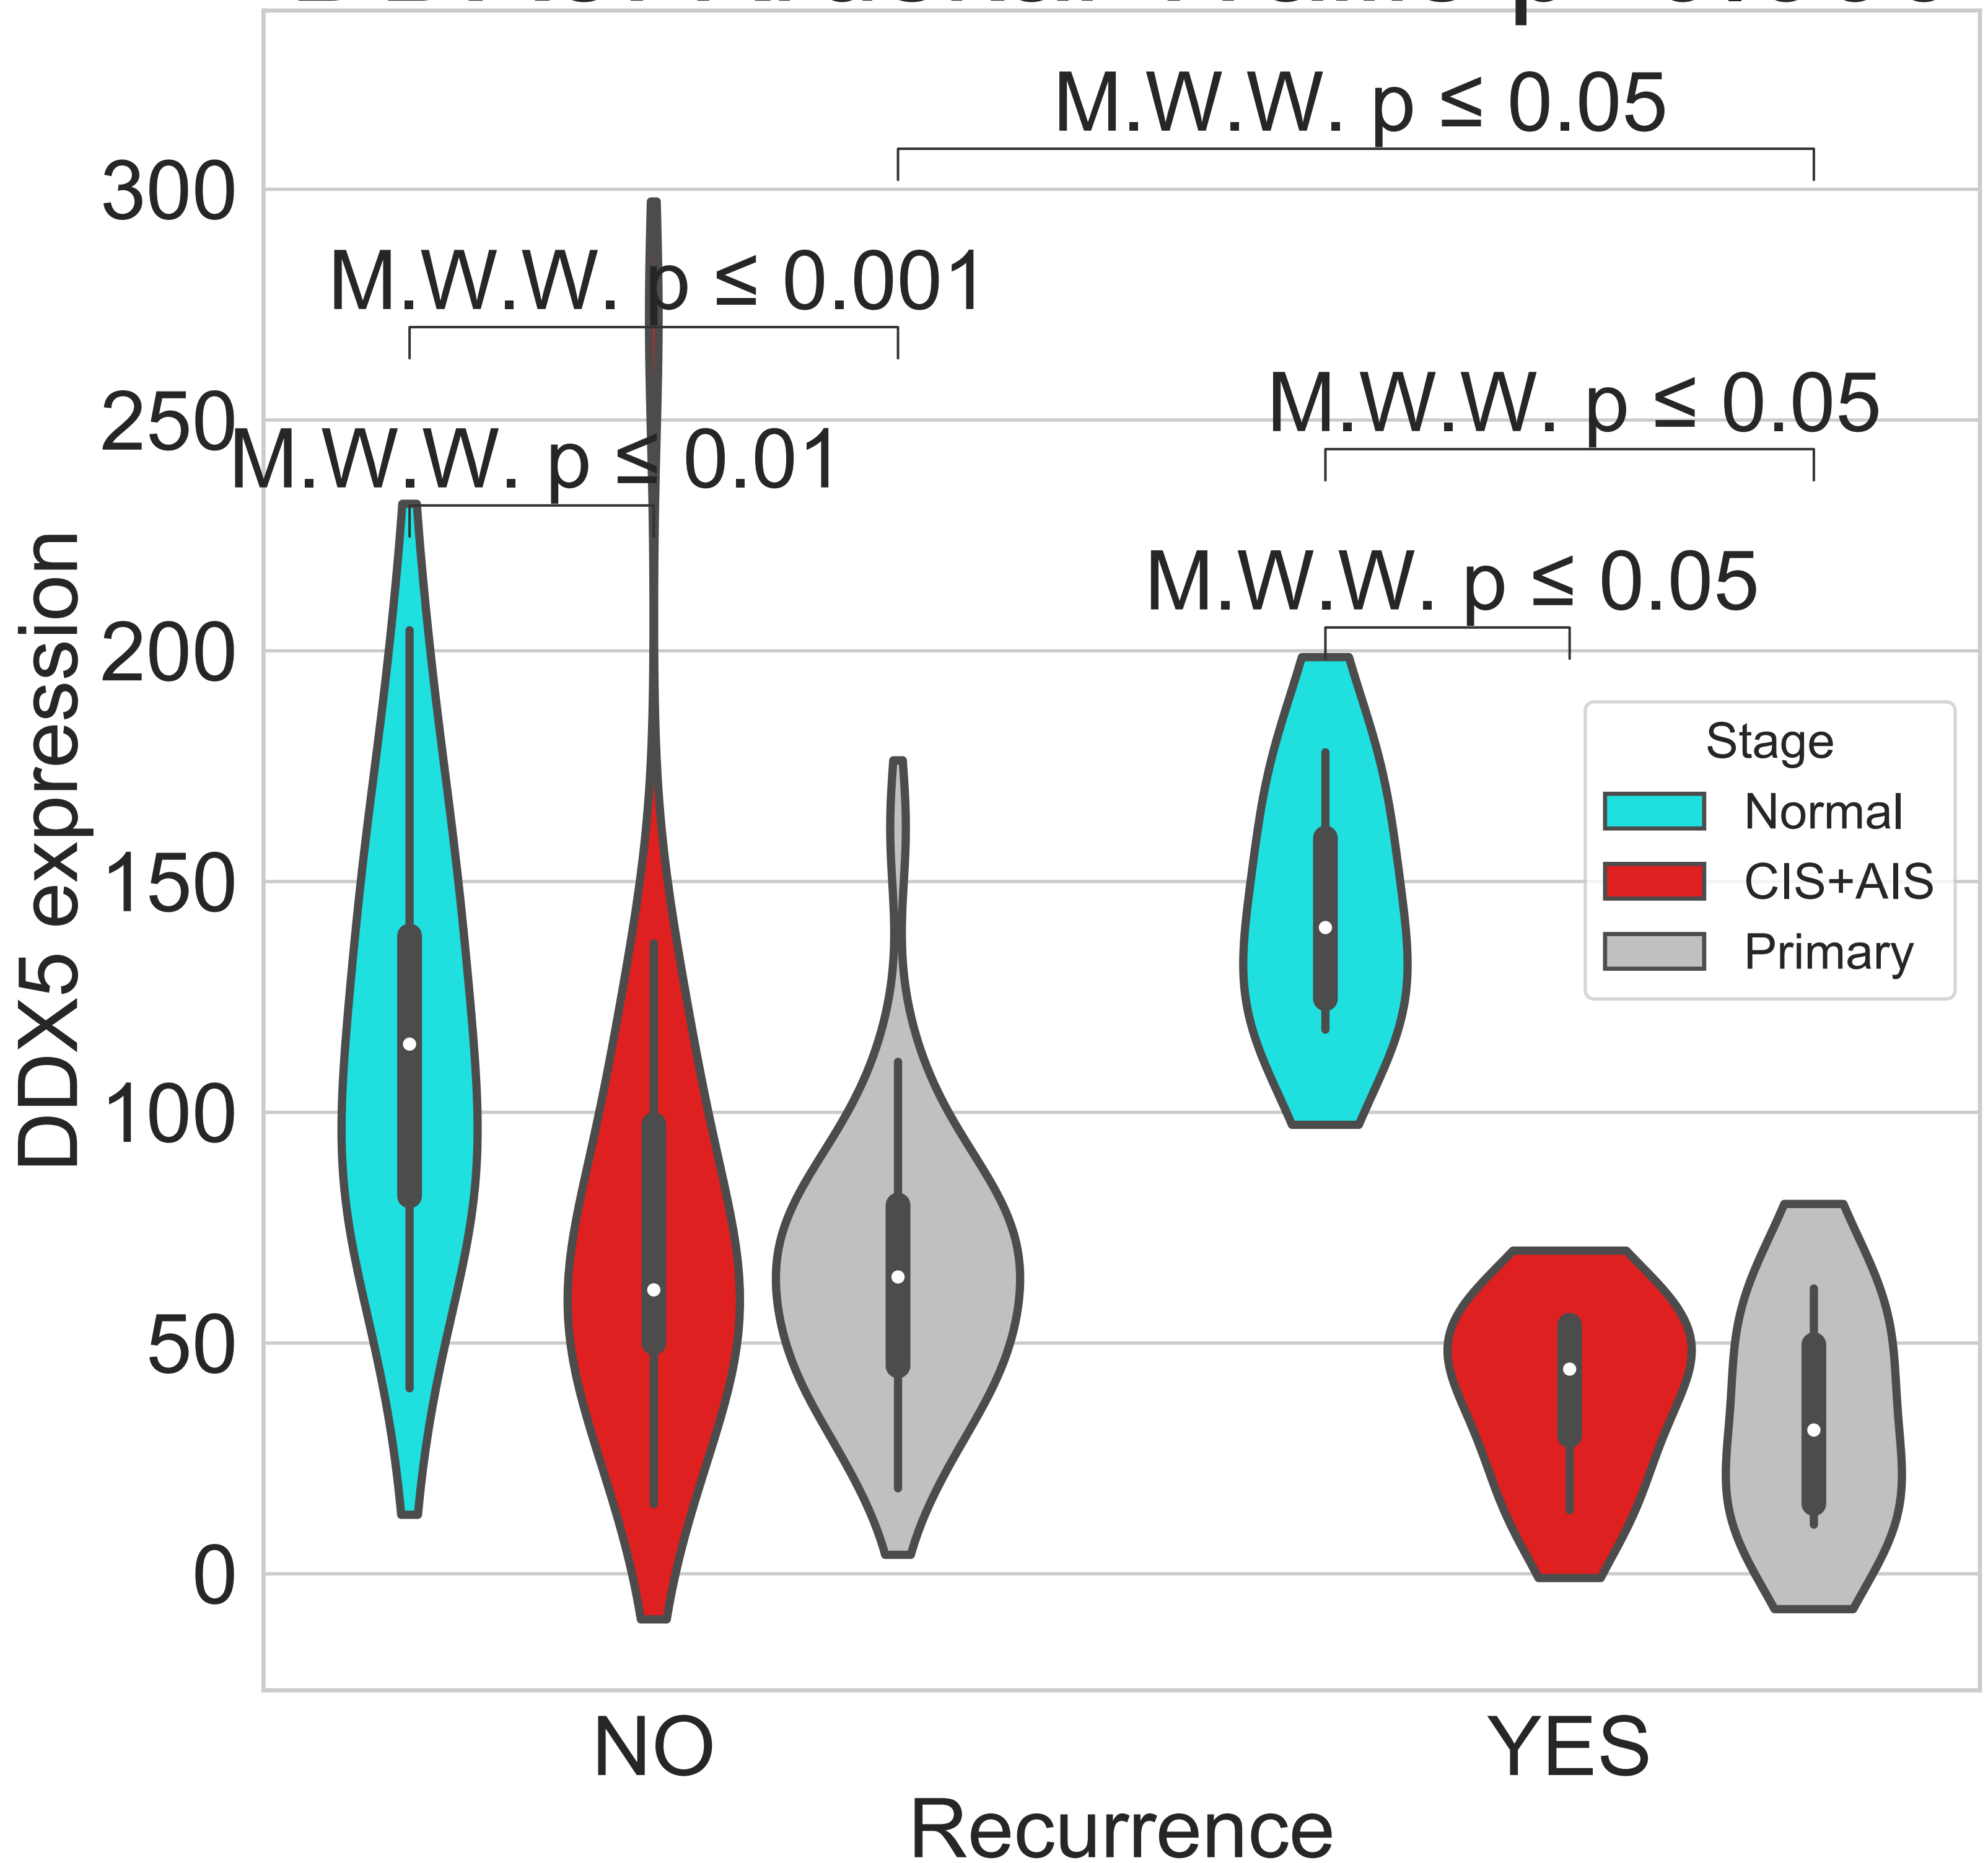 M.W.W. p ≤ 0.05
300
M.W.W. p ≤ 0.001
250
M.W.W. p ≤ 0.05
M.W.W. p ≤ 0.01
M.W.W. p ≤ 0.05
200
Stage
Normal
CIS+AIS
Primary
150
100
50
0
DDX5 expression
NO
YES
Recurrence